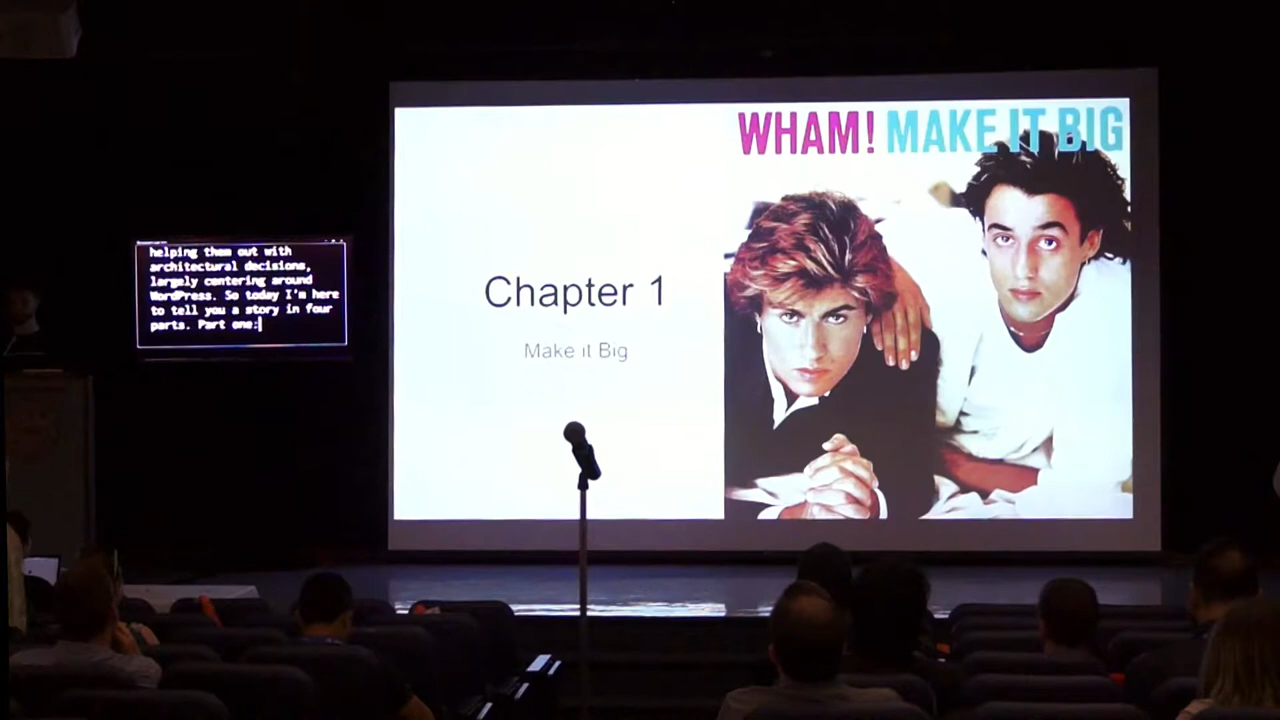 helping them out with
architectural decisions,
largely centering around
WordPress. So today I'm here
to tell you a story in four
parts. Part one:
Chapter 1
Make it Big
WHAM! MAKE IT BIG